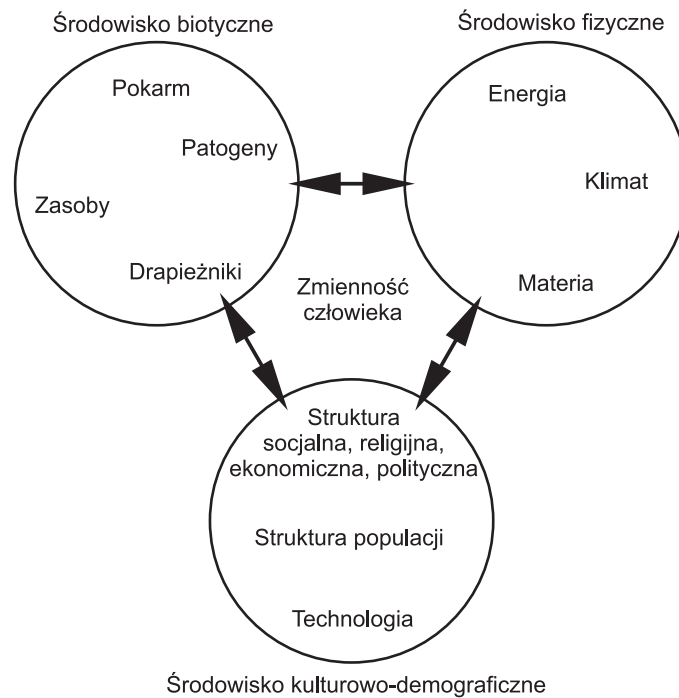 Środowisko biotyczne
Pokarm
Patogeny
Zasoby
Drapieżniki
Środowisko fizyczne
Energia
Klimat
Materia
Zmienność
człowieka
Struktura
socjalna, religijna,
ekonomiczna, polityczna
Struktura populacji
Technologia
Środowisko kulturowo-demograficzne